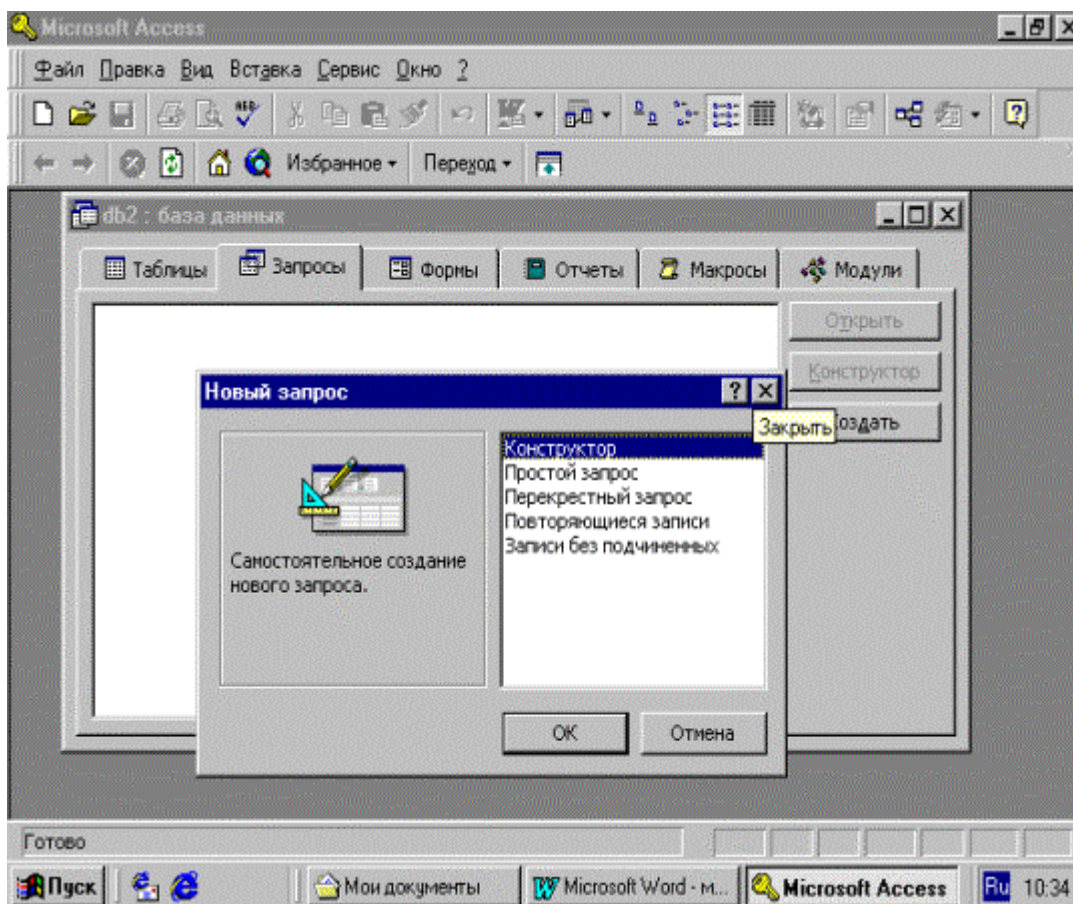 Microsoft Access
Файл Правка Вид Вставка Сервис Окно ?
Избранное Переход
db2 : база данных
Таблицы Запросы Формы Отчеты Макросы Модули
Открыть
Конструктор
оздать
Новый запрос
Закрыть
Конструктор
Простой запрос
Перекрестный запрос
Повторяющиеся записи
Записи без подчиненных
Самостоятельное создание
нового запроса.
OK Отмена
Готово
Пуск Мои документы Microsoft Word - м... Microsoft Access Ru 10:34